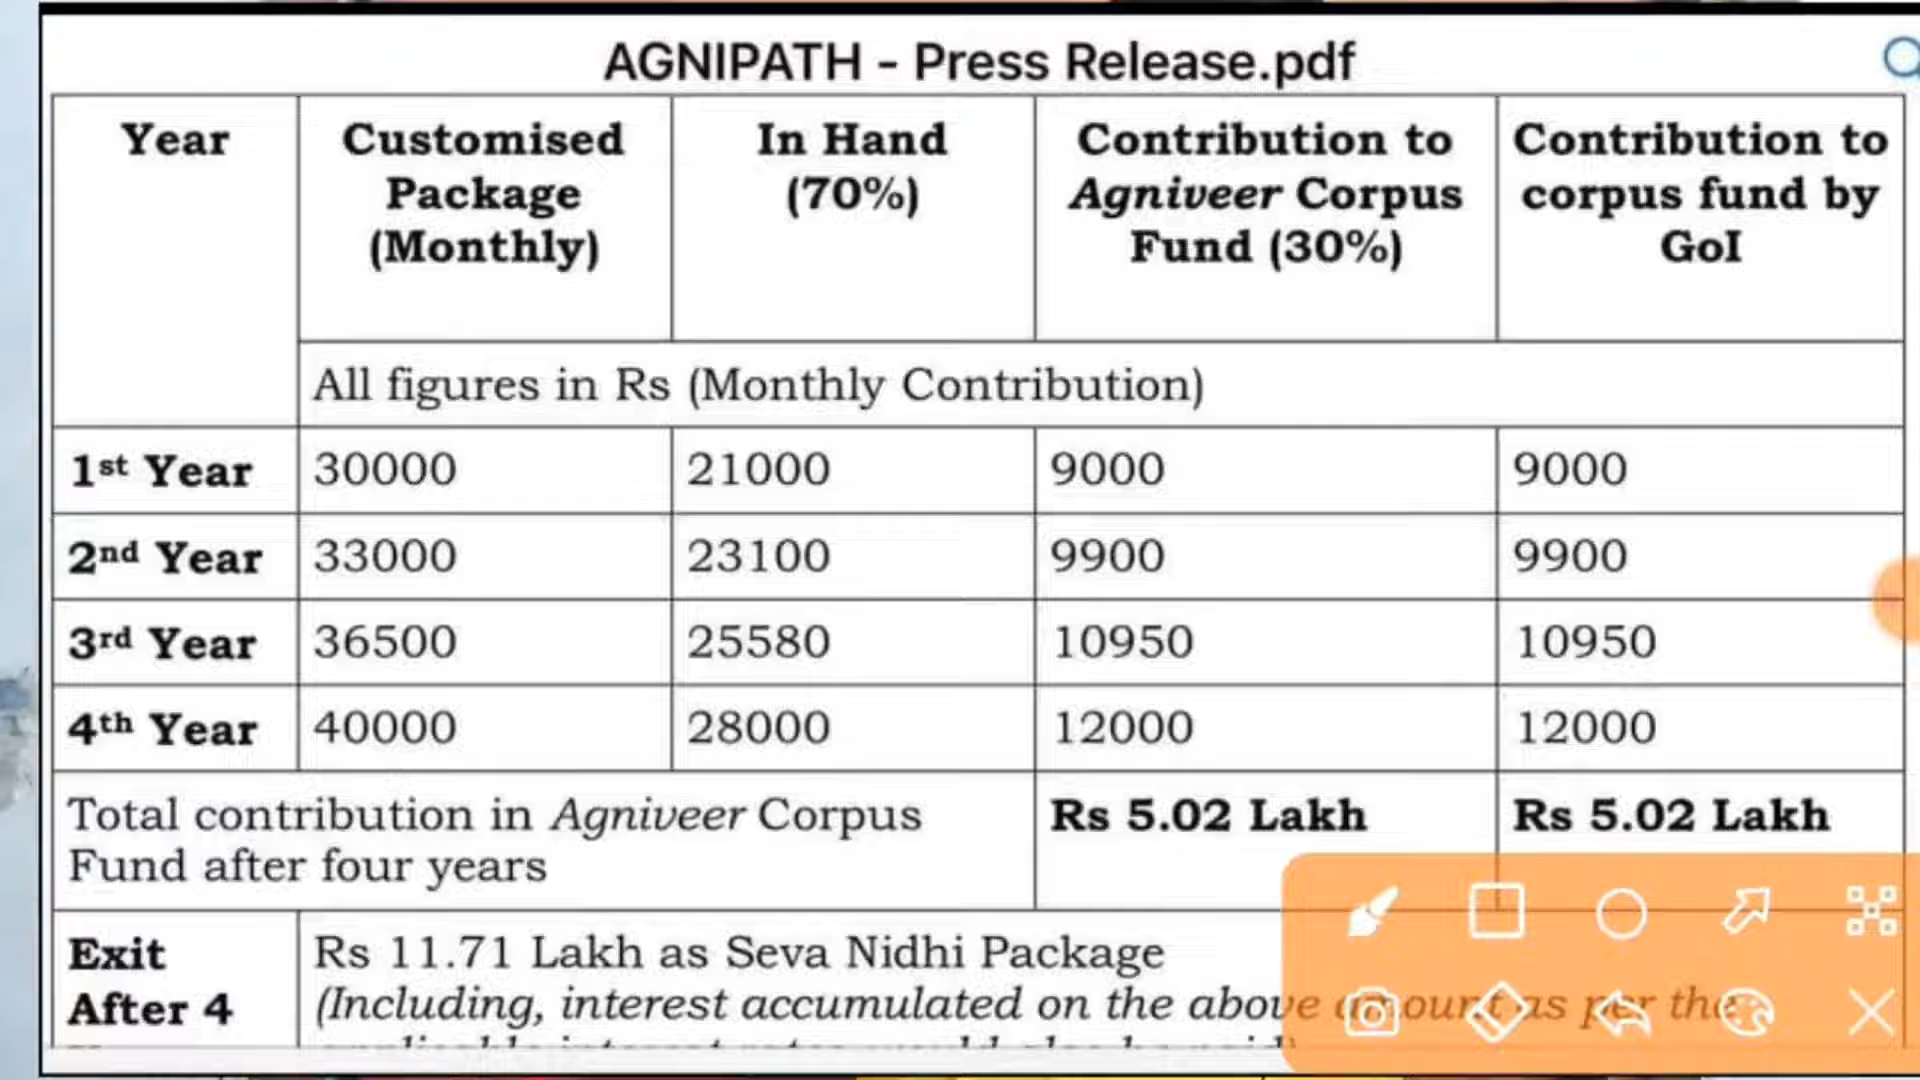 AGNIPATH - Press Release.pdf
Year
Customised
Package
(Monthly)
In Hand
(70%)
Contribution to
Agniveer Corpus
Fund (30%)
Contribution to
corpus fund by
GoI
All figures in Rs (Monthly Contribution)
1st Year 30000 21000 9000 9000
2nd Year 33000 23100 9900 9900
3rd Year 36500 25580 10950 10950
4th Year 40000 28000 12000 12000
Total contribution in Agniveer Corpus
Fund after four years
Rs 5.02 Lakh
Rs 5.02 Lakh
Exit
After 4
Rs 11.71 Lakh as Seva Nidhi Package
(Including, interest accumulated on the above amount as per the